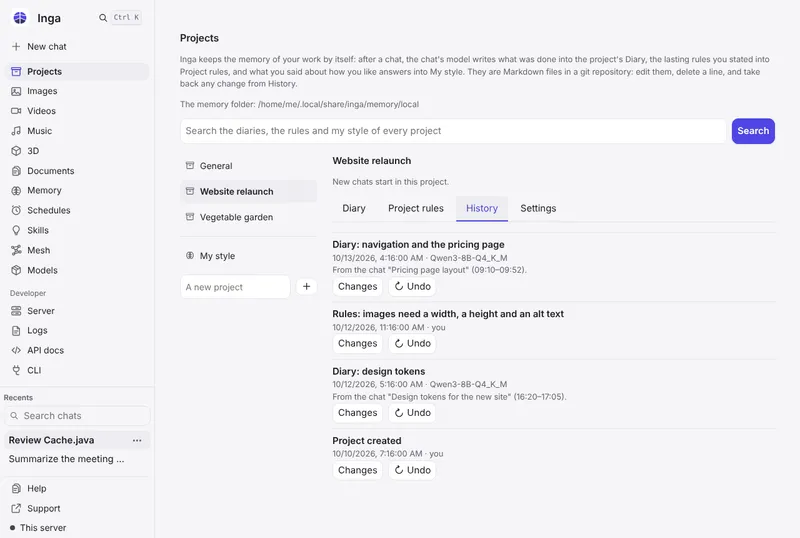 Inga
Ctrl K
New chat
Projects
Images
Videos
Music
3D
Documents
Memory
Schedules
Skills
Mesh
Models
Developer
Server
Logs
API docs
CLI
Recents
Search chats
Review Cache.java
Summarize the meeting ...
Help
Support
This server
Projects
Inga keeps the memory of your work by itself: after a chat, the chat's model writes what was done into the project's Diary, the lasting rules you stated into
Project rules, and what you said about how you like answers into My style. They are Markdown files in a git repository: edit them, delete a line, and take
back any change from History.
The memory folder: /home/me/.local/share/inga/memory/local
Search the diaries, the rules and my style of every project
Search
General
Website relaunch
Vegetable garden
My style
A new project
Website relaunch
New chats start in this project.
Diary
Project rules
History
Settings
Diary: navigation and the pricing page
10/13/2026, 4:16:00 AM · Qwen3-8B-Q4_K_M
From the chat "Pricing page layout" (09:10–09:52).
Changes
Undo
Rules: images need a width, a height and an alt text
10/12/2026, 11:16:00 AM · you
Changes
Undo
Diary: design tokens
10/12/2026, 5:16:00 AM · Qwen3-8B-Q4_K_M
From the chat "Design tokens for the new site" (16:20–17:05).
Changes
Undo
Project created
10/10/2026, 7:16:00 AM · you
Changes
Undo